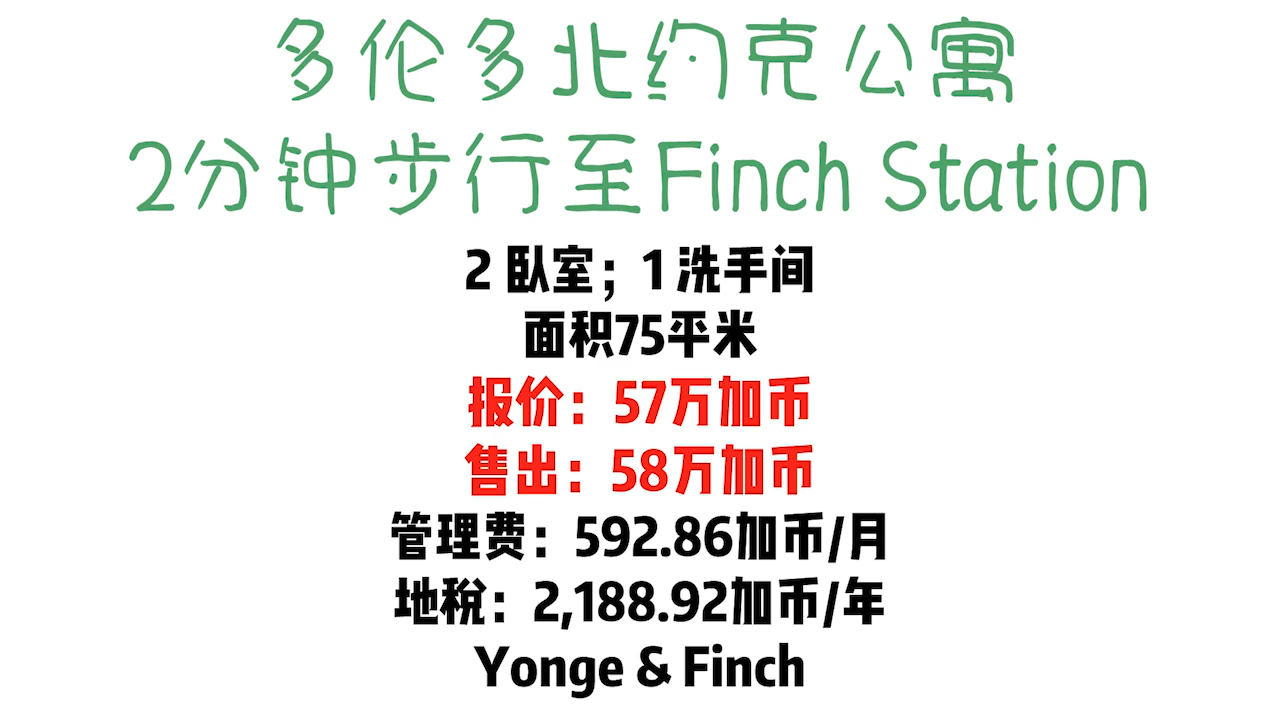 多伦多北约克公寓
2分钟步行至Finch Station
2 卧室；1 洗手间
面积75平米
报价：57万加币
售出：58万加币
管理费：592.86加币/月
地税：2,188.92加币/年
Yonge & Finch